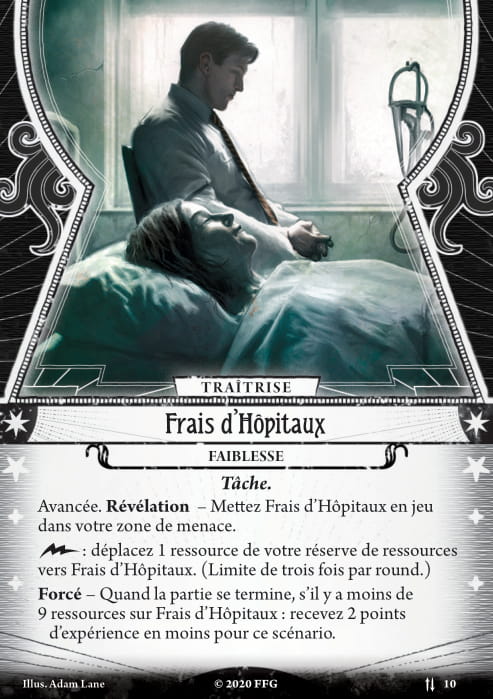 TRAÎTRISE
Frais d'Hôpitaux
FAIBLESSE
Tâche.
Avancée. Révélation – Mettez Frais d'Hôpitaux en jeu
dans votre zone de menace.
: déplacez 1 ressource de votre réserve de ressources
vers Frais d'Hôpitaux. (Limite de trois fois par round.)
Forcé – Quand la partie se termine, s'il y a moins de
9 ressources sur Frais d'Hôpitaux : recevez 2 points
d'expérience en moins pour ce scénario.
Illus. Adam Lane © 2020 FFG 10